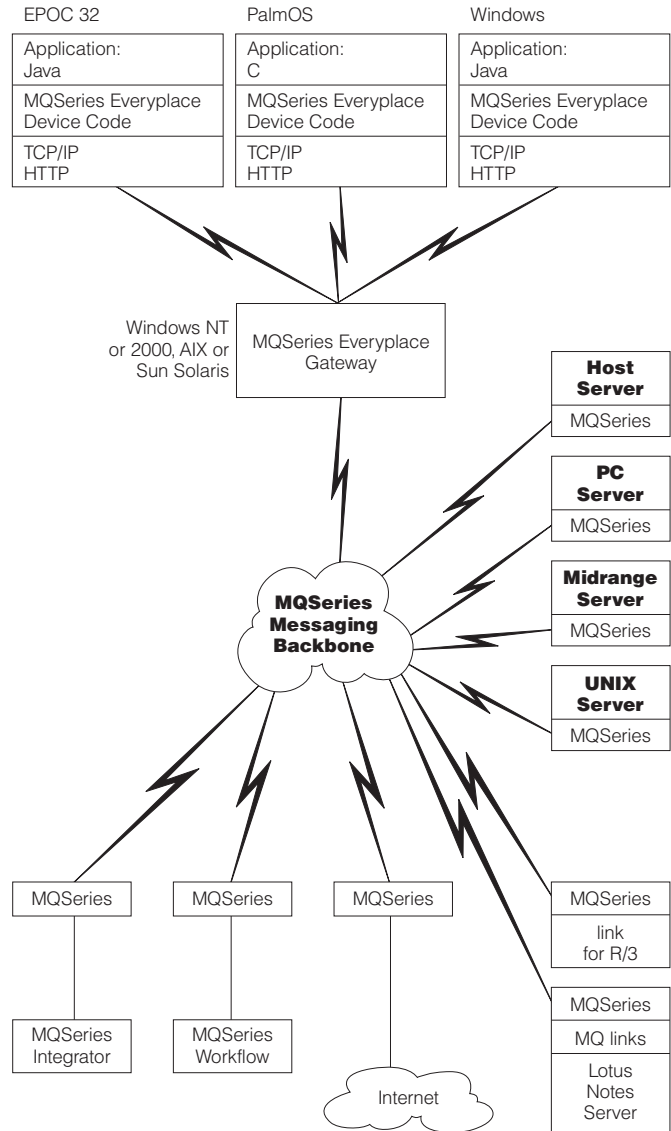 EPOC 32
Application:
Java
MQSeries Everyplace
Device Code
TCP/IP
HTTP
PalmOS
Application:
C
MQSeries Everyplace
Device Code
TCP/IP
HTTP
Windows
Application:
Java
MQSeries Everyplace
Device Code
TCP/IP
HTTP
Windows NT
or 2000, AIX or
Sun Solaris
MQSeries Everyplace
Gateway
Host
Server
MQSeries
PC
Server
MQSeries
Midrange
Server
MQSeries
UNIX
Server
MQSeries
MQSeries
Messaging
Backbone
MQSeries
MQSeries
Integrator
MQSeries
MQSeries
Workflow
MQSeries
Internet
MQSeries
link
for R/3
MQSeries
MQ links
Lotus
Notes
Server